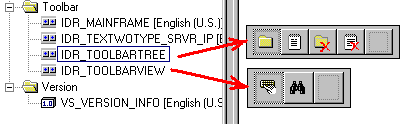 Toolbar
IDR_MAINFRAME [English (U.S.)]
IDR_TEXTWOTYPE_SRVR_IP [E
IDR_TOOLBARTREE
IDR_TOOLBARVIEW
Version
VS_VERSION_INFO [English (U.S